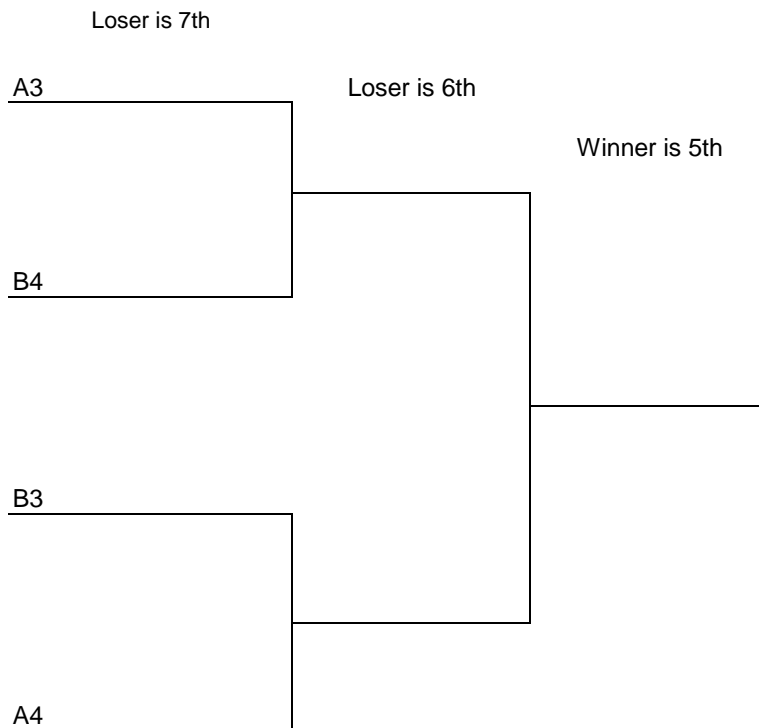 Loser is 7th
A3
Loser is 6th
Winner is 5th
B4
B3
A4